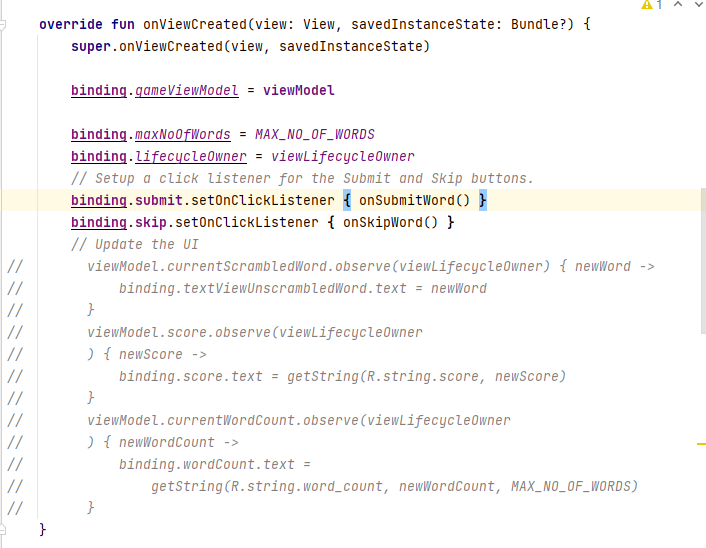 1
override fun onViewCreated(view: View, savedInstanceState: Bundle?) {
    super.onViewCreated(view, savedInstanceState)

    binding.gameViewModel = viewModel

    binding.maxNoOfWords = MAX_NO_OF_WORDS
    binding.lifecycleOwner = viewLifecycleOwner
    // Setup a click listener for the Submit and Skip buttons.
    binding.submit.setOnClickListener { onSubmitWord() }
    binding.skip.setOnClickListener { onSkipWord() }
    // Update the UI
//        viewModel.currentScrambledWord.observe(viewLifecycleOwner) { newWord ->
//            binding.textViewUnscrambledWord.text = newWord
//        }
//        viewModel.score.observe(viewLifecycleOwner
//        ) { newScore ->
//            binding.score.text = getString(R.string.score, newScore)
//        }
//        viewModel.currentWordCount.observe(viewLifecycleOwner
//        ) { newWordCount ->
//            binding.wordCount.text =
//                getString(R.string.word_count, newWordCount, MAX_NO_OF_WORDS)
//        }
}